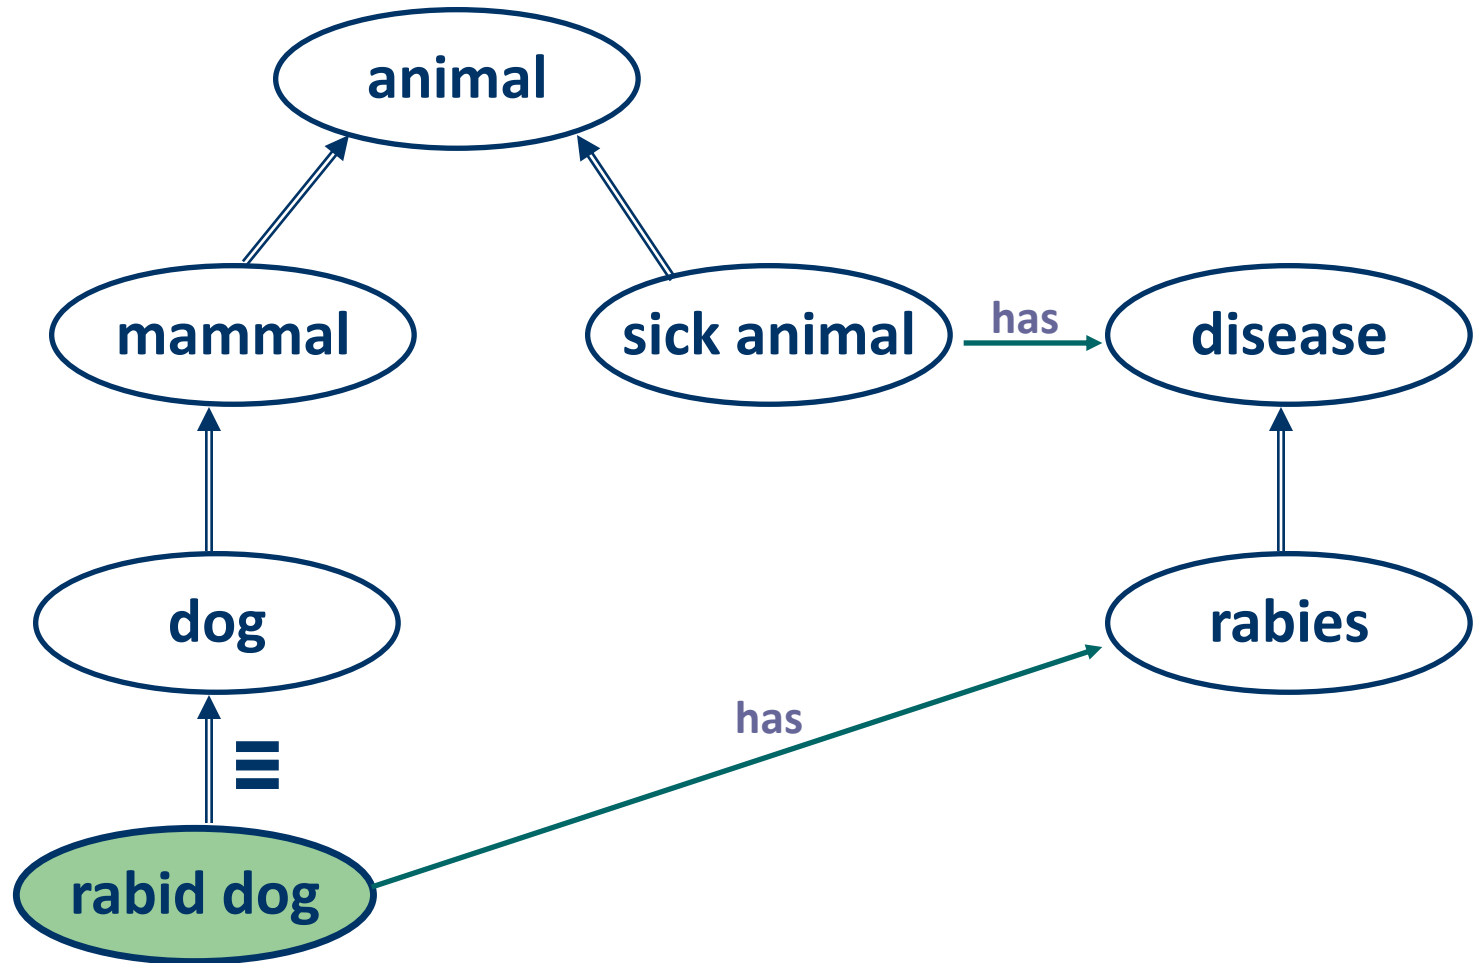 animal
mammal
sick animal
has
disease
dog
rabies
has
≡
rabid dog